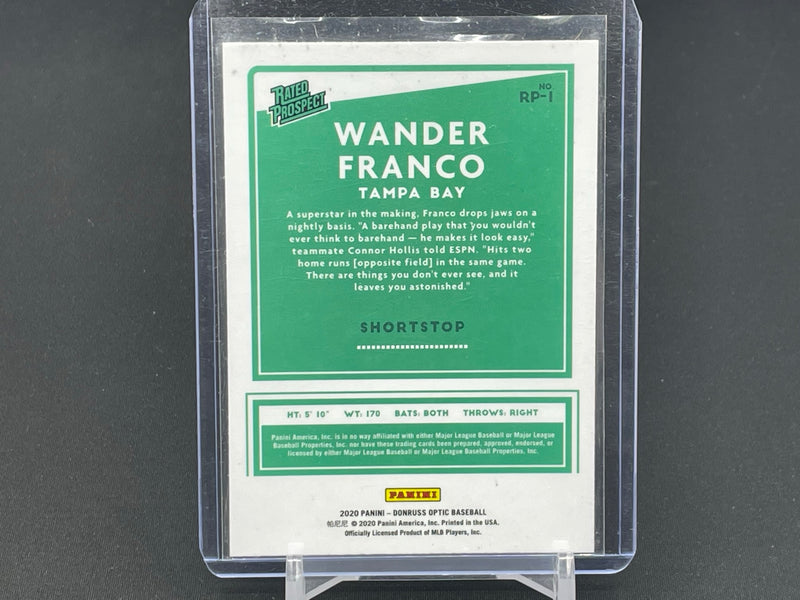 RATED
PROSPECT
NO.
RP-1
WANDER
FRANCO
TAMPA BAY
A superstar in the making, Franco drops jaws on a
nightly basis. "A barehand play that you wouldn't
ever think to barehand — he makes it look easy,"
teammate Connor Hollis told ESPN. "Hits two
home runs [opposite field] in the same game.
There are things you don't ever see, and it
leaves you astonished."
SHORTSTOP
HT: 5' 10" WT: 170 BATS: BOTH THROWS: RIGHT
Panini America, Inc. is in no way affiliated with either Major League Baseball or Major League
Baseball Properties, Inc. nor have these trading cards been prepared, approved, endorsed, or
licensed by either Major League Baseball or Major League Baseball Properties, Inc.
PANINI
2020 PANINI – DONRUSS OPTIC BASEBALL
帕尼尼 © 2020 Panini America, Inc. Printed in the USA.
Officially Licensed Product of MLB Players, Inc.